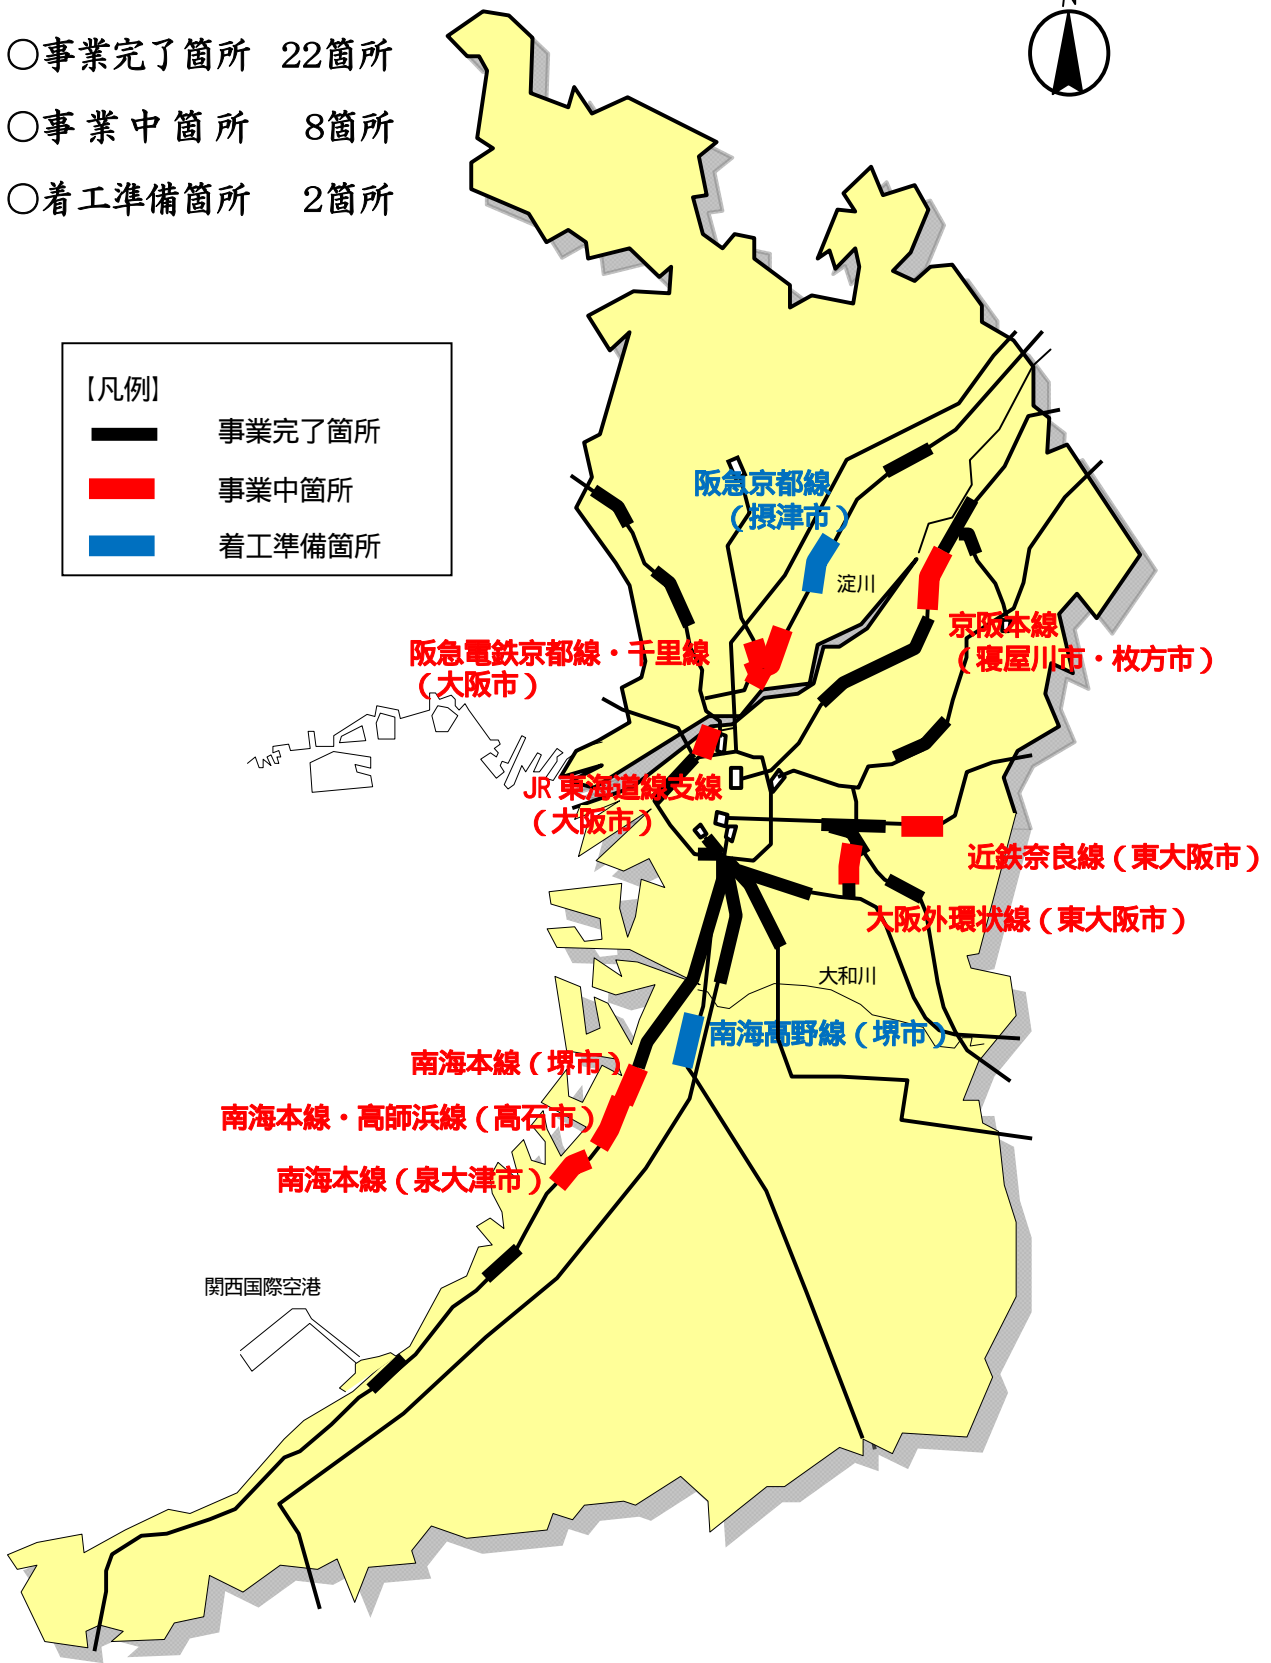 N
○事業完了箇所 22箇所
○事業中箇所 8箇所
○着工準備箇所 2箇所
【凡例】
事業完了箇所
事業中箇所
着工準備箇所
阪急京都線
（摂津市）
淀川
京阪本線
（寝屋川市・枚方市）
阪急電鉄京都線・千里線
（大阪市）
JR 東海道線支線
（大阪市）
近鉄奈良線（東大阪市）
大阪外環状線（東大阪市）
大和川
南海高野線（堺市）
南海本線（堺市）
南海本線・高師浜線（高石市）
南海本線（泉大津市）
関西国際空港